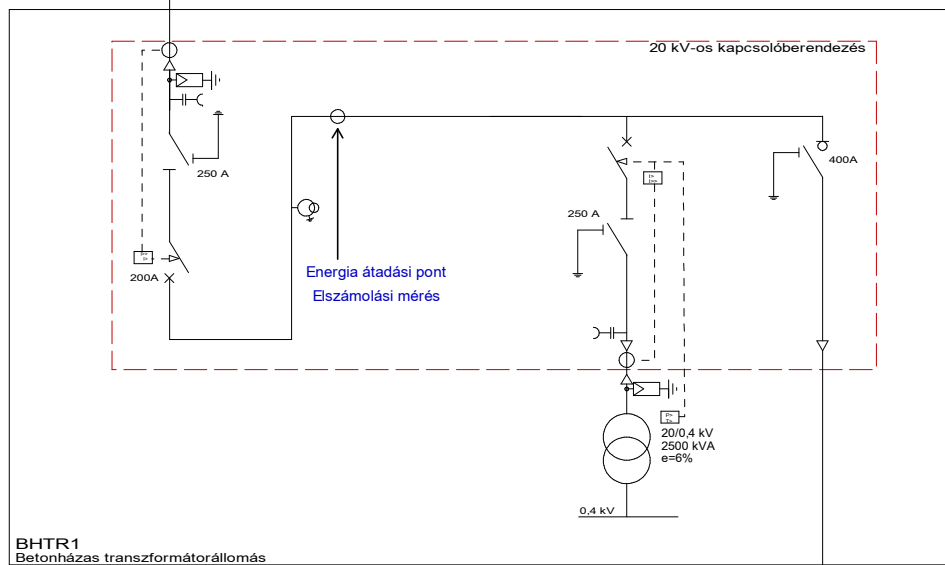 20 kV-os kapcsolóberendezés
250 A
400A
250 A
200A
I>
I>>
Energia átadási pont
Elszámolási mérés
P>
T>
20/0,4 kV
2500 kVA
e=6%
0,4 kV
BHTR1
Betonházas transzformátorállomás